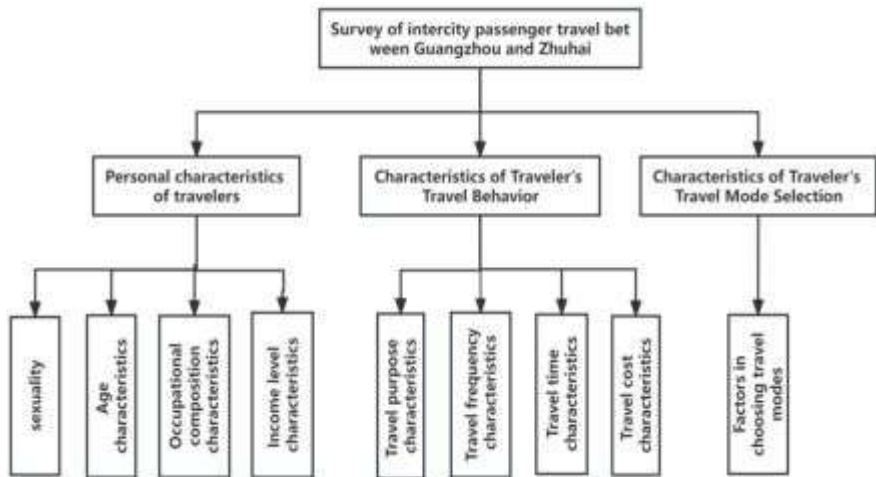 Survey of intercity passenger travel bet
ween Guangzhou and Zhuhai
Personal characteristics
of travelers
Characteristics of Traveler's
Travel Behavior
Characteristics of Traveler's
Travel Mode Selection
sexuality
Age
characteristics
Occupational
composition
characteristics
Income level
characteristics
Travel purpose
characteristics
Travel frequency
characteristics
Travel time
characteristics
Travel cost
characteristics
Factors in
choosing travel
modes